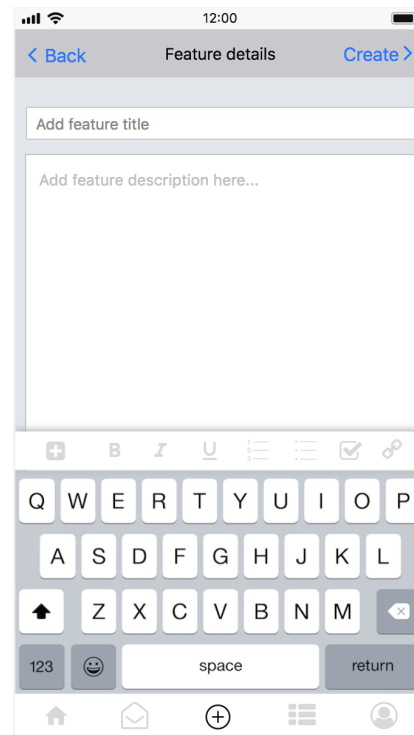 12:00
Back Feature details Create
Add feature title
Add feature description here...
B I U
Q W E R T Y U I O P
A S D F G H J K L
Z X C V B N M
123 space return